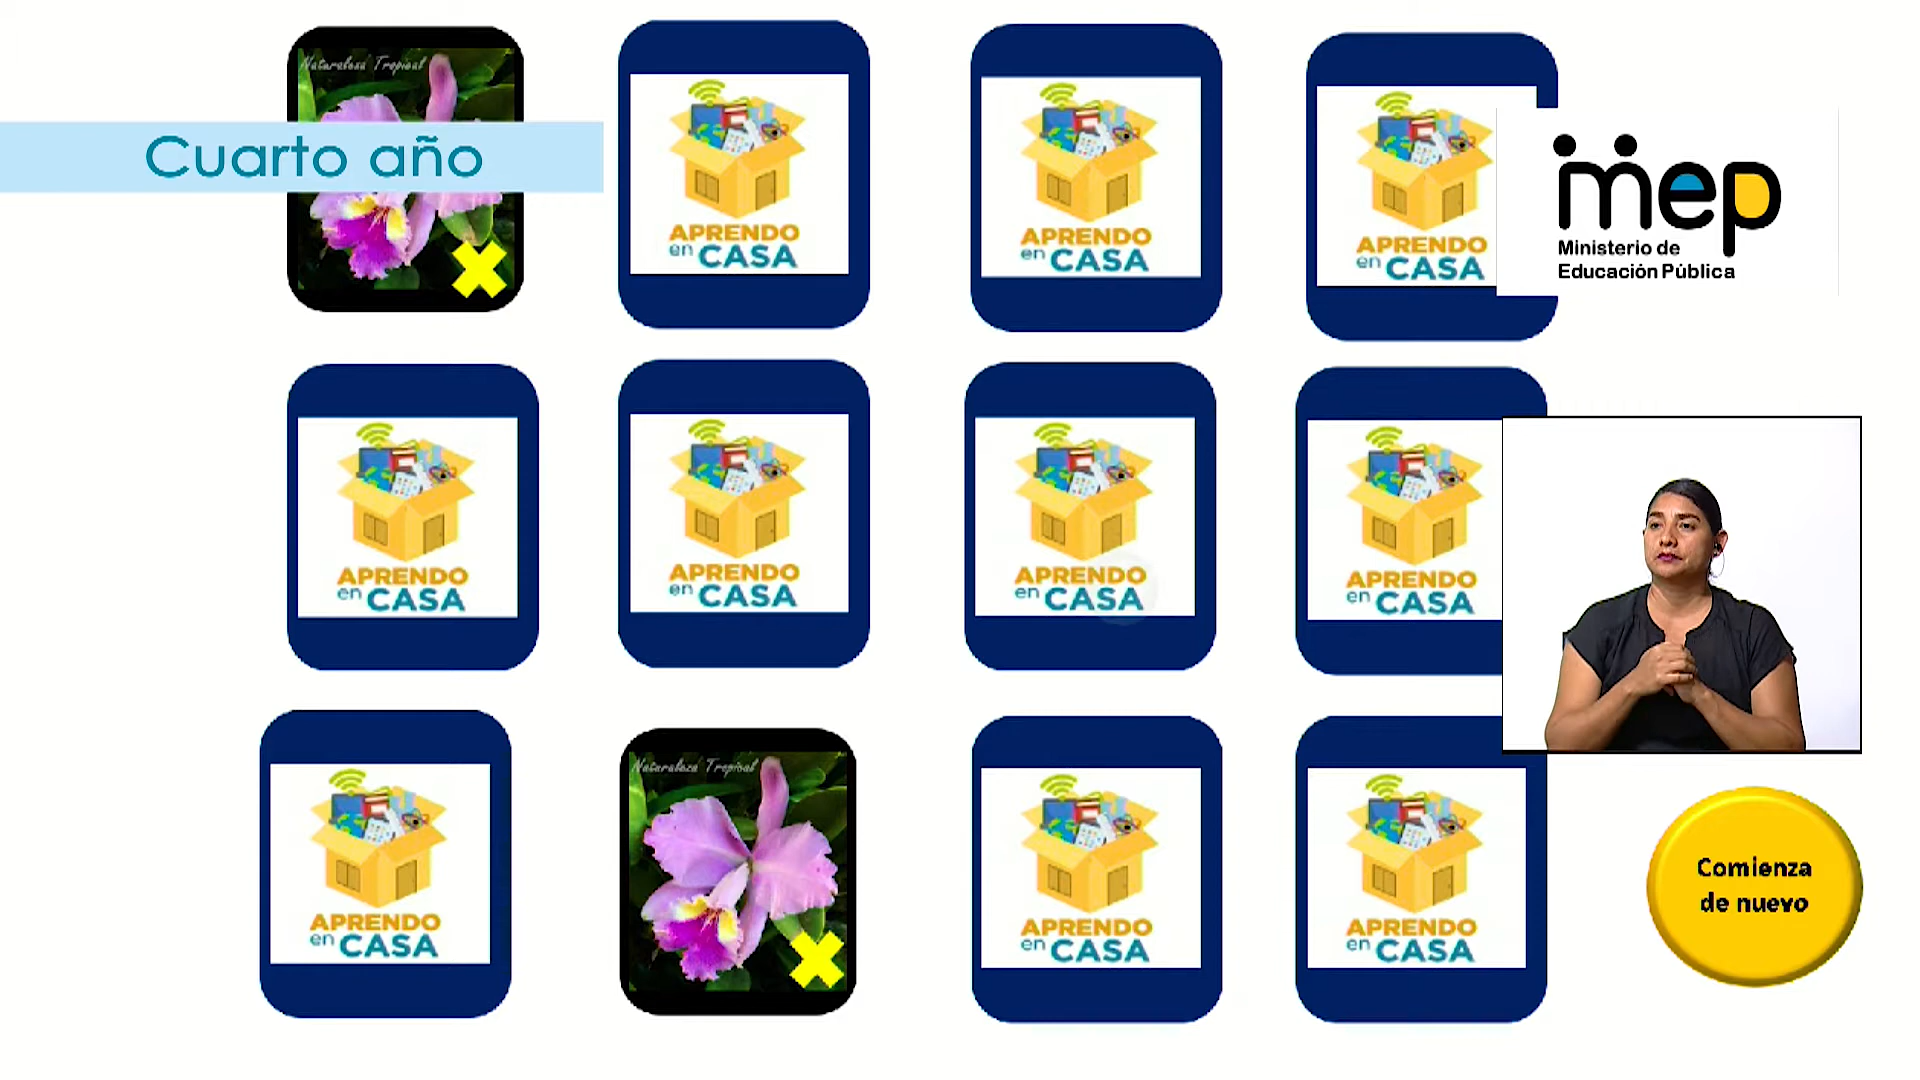 Naturaleza Tropical
Cuarto año
APRENDO
en CASA
APRENDO
en CASA
APRENDO
en CASA
mep
Ministerio de
Educación Pública
APRENDO
en CASA
APRENDO
en CASA
APRENDO
en CASA
APRENDO
en CASA
APRENDO
en CASA
Naturaleza Tropical
APRENDO
en CASA
APRENDO
en CASA
Comienza
de nuevo